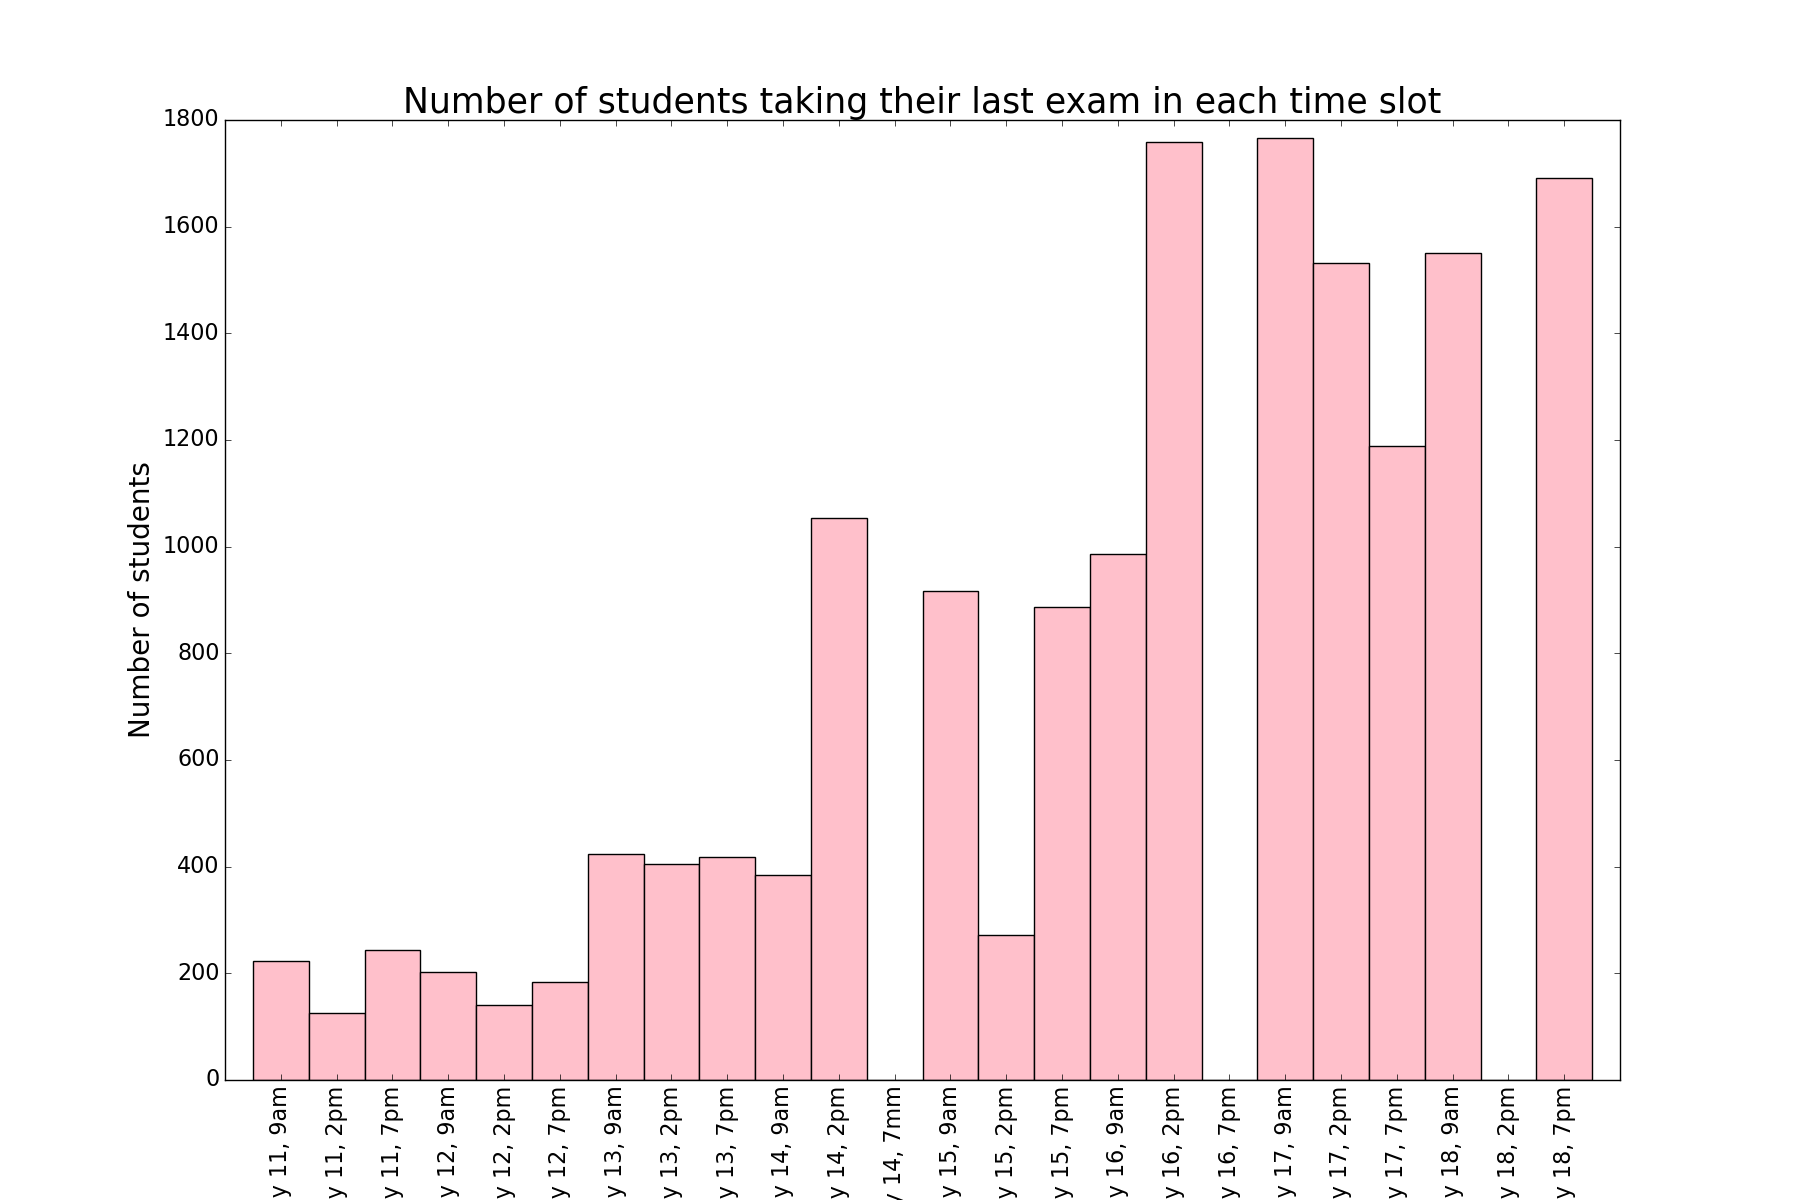 Number of students taking their last exam in each time slot
Number of students
1800
1600
1400
1200
1000
800
600
400
200
0
y 11, 9am
y 11, 2pm
y 11, 7pm
y 12, 9am
y 12, 2pm
y 12, 7pm
y 13, 9am
y 13, 2pm
y 13, 7pm
y 14, 9am
y 14, 2pm
y 14, 7mm
y 15, 9am
y 15, 2pm
y 15, 7pm
y 16, 9am
y 16, 2pm
y 16, 7pm
y 17, 9am
y 17, 2pm
y 17, 7pm
y 18, 9am
y 18, 2pm
y 18, 7pm